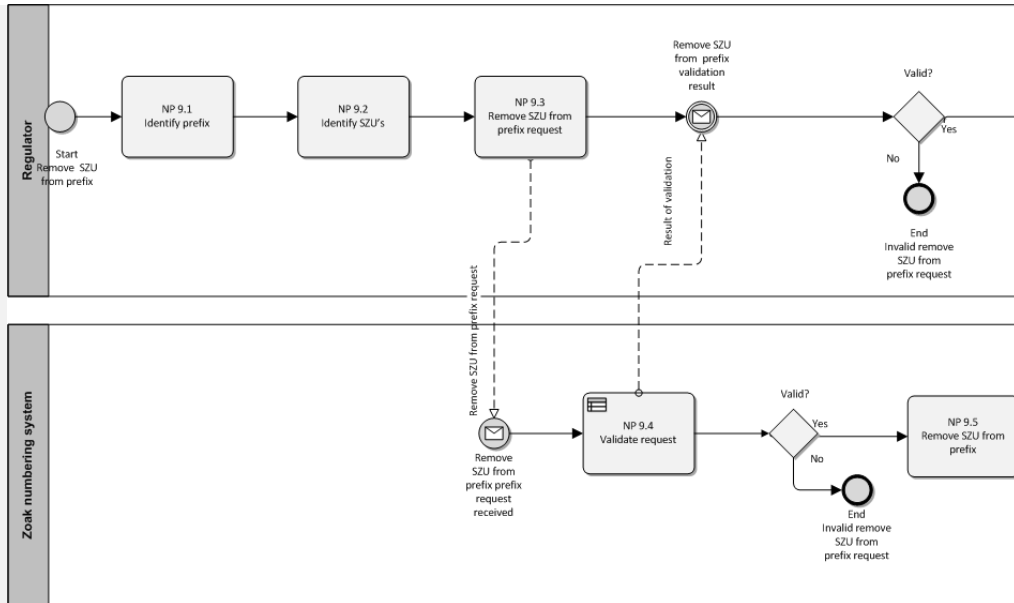 Regulator
Start
Remove SZU
from prefix
NP 9.1
Identify prefix
NP 9.2
Identify SZU's
NP 9.3
Remove SZU from
prefix request
Remove SZU
from prefix
validation
result
Valid?
Yes
No
End
Invalid remove
SZU from
prefix request
Result of validation
Remove SZU from prefix request
Zoak numbering system
Remove
SZU from
prefix prefix
request
received
NP 9.4
Validate request
Valid?
Yes
No
End
Invalid remove
SZU from
prefix request
NP 9.5
Remove SZU from
prefix